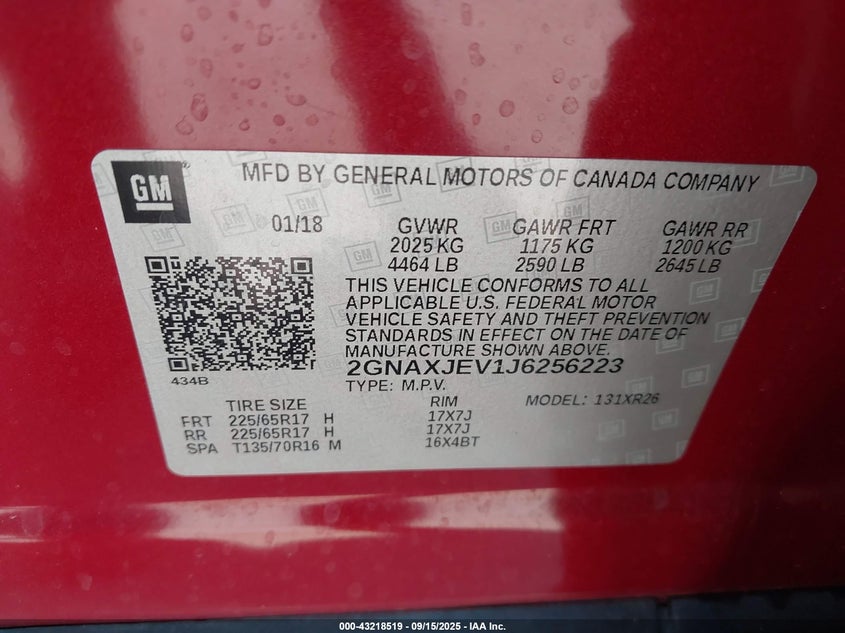 GM
MFD BY GENERAL MOTORS OF CANADA COMPANY
01/18 GVWR GAWR FRT GAWR RR
2025 KG 1175 KG 1200 KG
4464 LB 2590 LB 2645 LB
THIS VEHICLE CONFORMS TO ALL
APPLICABLE U.S. FEDERAL MOTOR
VEHICLE SAFETY AND THEFT PREVENTION
STANDARDS IN EFFECT ON THE DATE OF
MANUFACTURE SHOWN ABOVE.
2GNAXJEV1J6256223
434B
TYPE: M.P.V.
TIRE SIZE RIM MODEL: 131XR26
FRT 225/65R17 H 17X7J
RR 225/65R17 H 17X7J
SPA T135/70R16 M 16X4BT
000-43218519 - 09/15/2025 - IAA Inc.